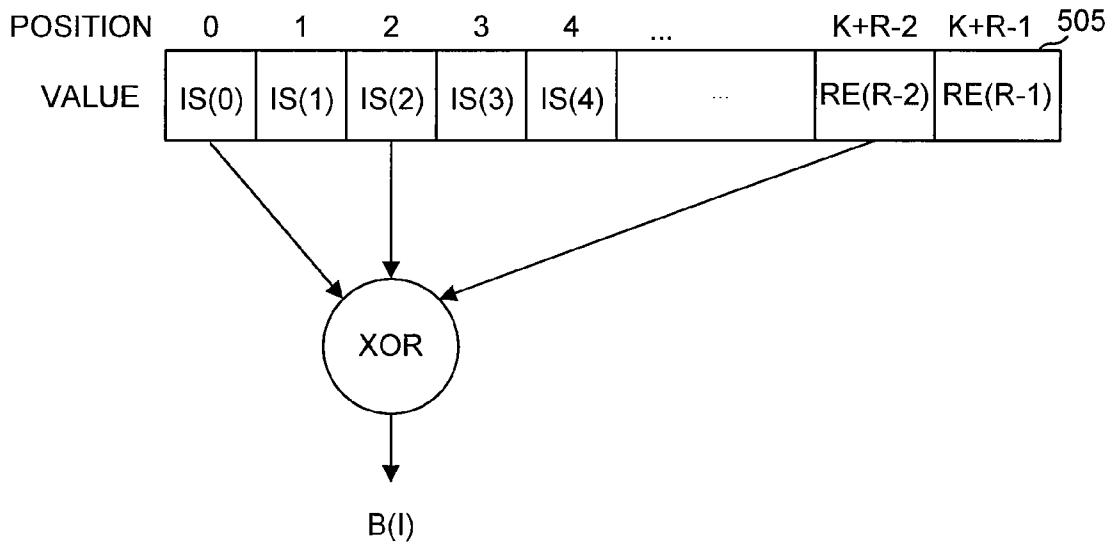 POSITION 0 1 2 3 4 ... K+R-2 K+R-1 505
VALUE IS(0) IS(1) IS(2) IS(3) IS(4) ... RE(R-2) RE(R-1)
XOR
B(I)